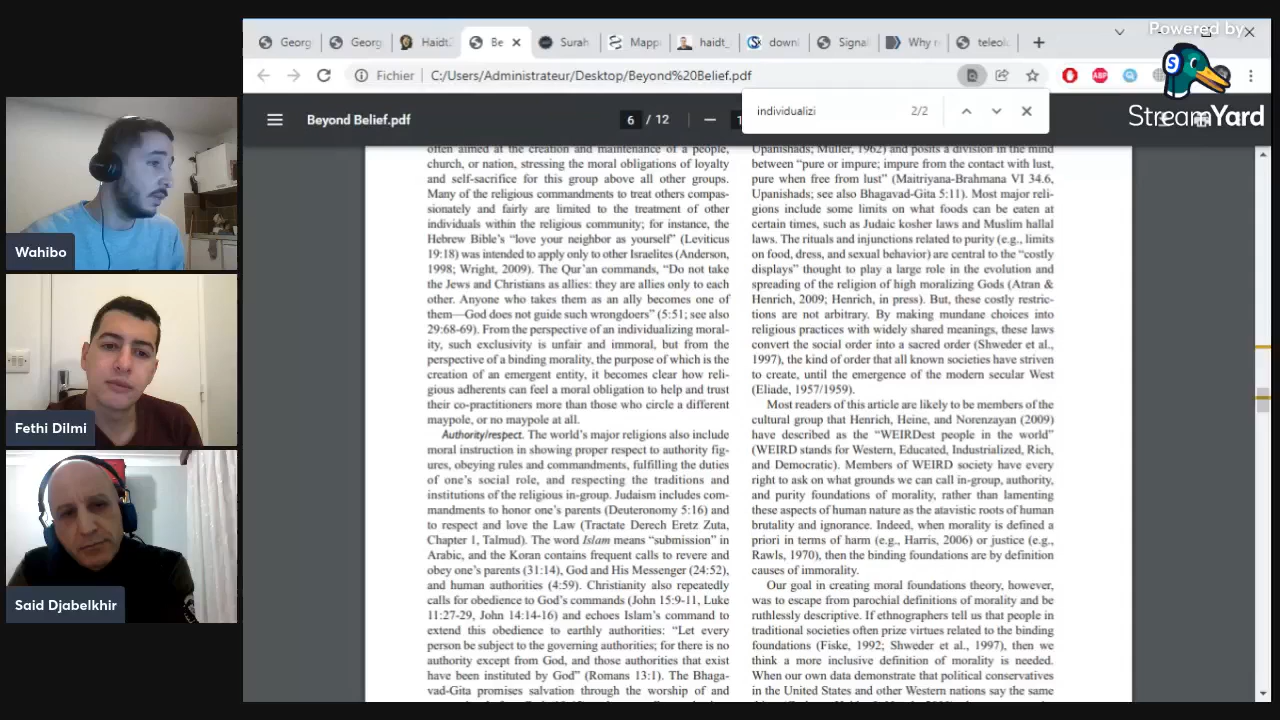 Georg
Georg
Haidt
Be
Surah
Mapp
haidt_
downl
Signal
Why r
teleol
Powered by
Fichier
C:/Users/Administrateur/Desktop/Beyond%20Belief.pdf
ABP
S
StreamYard
individualizi
2/2
Beyond Belief.pdf
6 / 12
Wahibo
Fethi Dilmi
Said Djabelkhir
often aimed at the creation and maintenance of a people,
church, or nation, stressing the moral obligations of loyalty
and self-sacrifice for this group above all other groups.
Many of the religious commandments to treat others compas-
sionately and fairly are limited to the treatment of other
individuals within the religious community; for instance, the
Hebrew Bible's “love your neighbor as yourself” (Leviticus
19:18) was intended to apply only to other Israelites (Anderson,
1998; Wright, 2009). The Qur'an commands, “Do not take
the Jews and Christians as allies: they are allies only to each
other. Anyone who takes them as an ally becomes one of
them—God does not guide such wrongdoers” (5:51; see also
29:68-69). From the perspective of an individualizing moral-
ity, such exclusivity is unfair and immoral, but from the
perspective of a binding morality, the purpose of which is the
creation of an emergent entity, it becomes clear how reli-
gious adherents can feel a moral obligation to help and trust
their co-practitioners more than those who circle a different
maypole, or no maypole at all.
Authority/respect. The world's major religions also include
moral instruction in showing proper respect to authority fig-
ures, obeying rules and commandments, fulfilling the duties
of one's social role, and respecting the traditions and
institutions of the religious in-group. Judaism includes com-
mandments to honor one's parents (Deuteronomy 5:16) and
to respect and love the Law (Tractate Derech Eretz Zuta,
Chapter 1, Talmud). The word Islam means “submission” in
Arabic, and the Koran contains frequent calls to revere and
obey one's parents (31:14), God and His Messenger (24:52),
and human authorities (4:59). Christianity also repeatedly
calls for obedience to God's commands (John 15:9-11, Luke
11:27-29, John 14:14-16) and echoes Islam's command to
extend this obedience to earthly authorities: “Let every
person be subject to the governing authorities; for there is no
authority except from God, and those authorities that exist
have been instituted by God” (Romans 13:1). The Bhaga-
vad-Gita promises salvation through the worship of and
Upanishads; Müller, 1962) and posits a division in the mind
between “pure or impure; impure from the contact with lust,
pure when free from lust” (Maitriyana-Brahmana VI 34.6,
Upanishads; see also Bhagavad-Gita 5:11). Most major reli-
gions include some limits on what foods can be eaten at
certain times, such as Judaic kosher laws and Muslim hallal
laws. The rituals and injunctions related to purity (e.g., limits
on food, dress, and sexual behavior) are central to the “costly
displays” thought to play a large role in the evolution and
spreading of the religion of high moralizing Gods (Atran &
Henrich, 2009; Henrich, in press). But, these costly restric-
tions are not arbitrary. By making mundane choices into
religious practices with widely shared meanings, these laws
convert the social order into a sacred order (Shweder et al.,
1997), the kind of order that all known societies have striven
to create, until the emergence of the modern secular West
(Eliade, 1957/1959).
Most readers of this article are likely to be members of the
cultural group that Henrich, Heine, and Norenzayan (2009)
have described as the “WEIRDest people in the world”
(WEIRD stands for Western, Educated, Industrialized, Rich,
and Democratic). Members of WEIRD society have every
right to ask on what grounds we can call in-group, authority,
and purity foundations of morality, rather than lamenting
these aspects of human nature as the atavistic roots of human
brutality and ignorance. Indeed, when morality is defined a
priori in terms of harm (e.g., Harris, 2006) or justice (e.g.,
Rawls, 1970), then the binding foundations are by definition
causes of immorality.
Our goal in creating moral foundations theory, however,
was to escape from parochial definitions of morality and be
ruthlessly descriptive. If ethnographers tell us that people in
traditional societies often prize virtues related to the binding
foundations (Fiske, 1992; Shweder et al., 1997), then we
think a more inclusive definition of morality is needed.
When our own data demonstrate that political conservatives
in the United States and other Western nations say the same